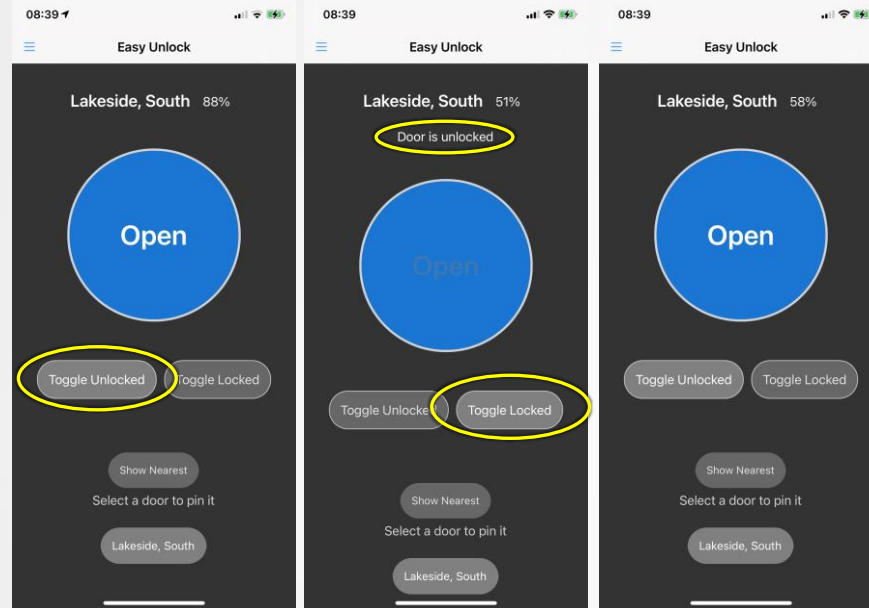 08:39
Easy Unlock
Lakeside, South 88%
Open
Toggle Unlocked Toggle Locked
Show Nearest
Select a door to pin it
Lakeside, South
08:39
Easy Unlock
Lakeside, South 51%
Door is unlocked
Open
Toggle Unlocked Toggle Locked
Show Nearest
Select a door to pin it
Lakeside, South
08:39
Easy Unlock
Lakeside, South 58%
Open
Toggle Unlocked Toggle Locked
Show Nearest
Select a door to pin it
Lakeside, South